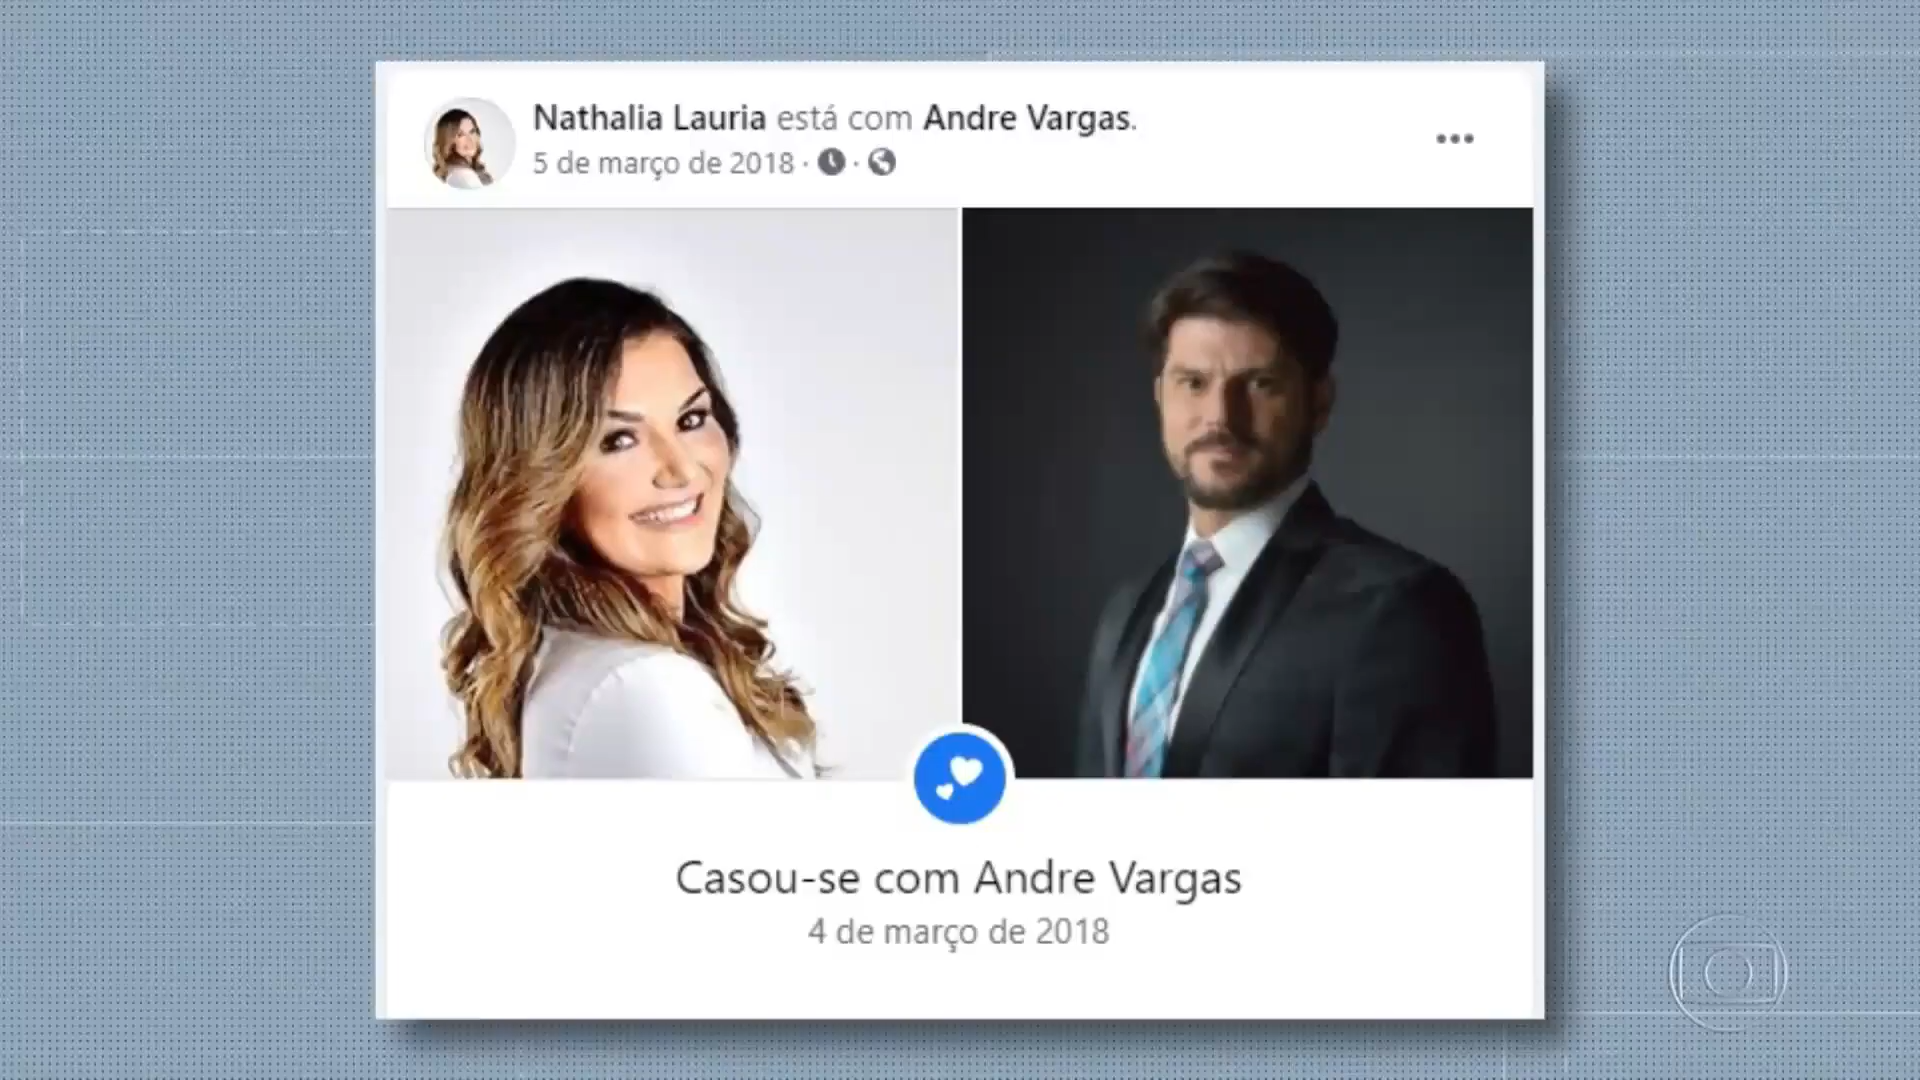 Nathalia Lauria está com Andre Vargas.
5 de março de 2018 · ·
Casou-se com Andre Vargas
4 de março de 2018